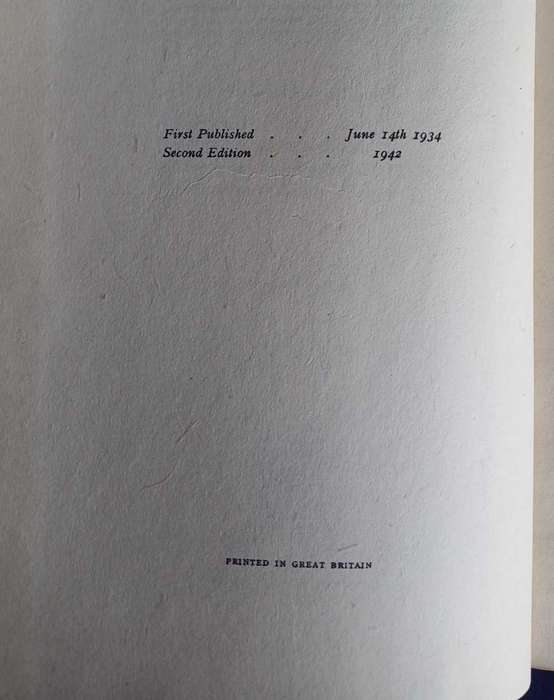 First Published . . . June 14th 1934
Second Edition . . . 1942
PRINTED IN GREAT BRITAIN